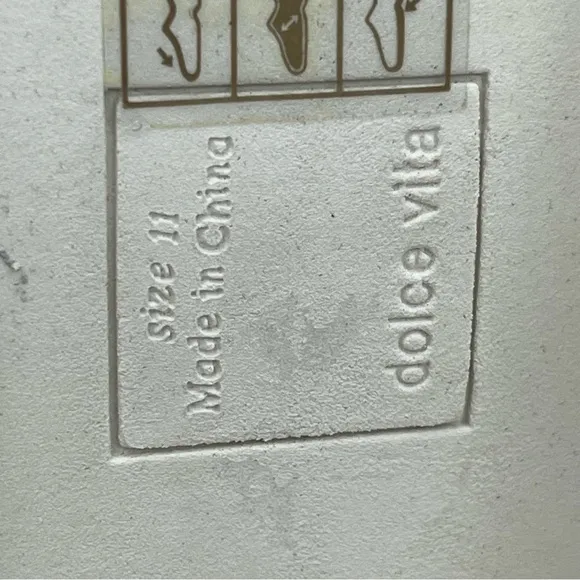 size 11
Made in China
dolce vita